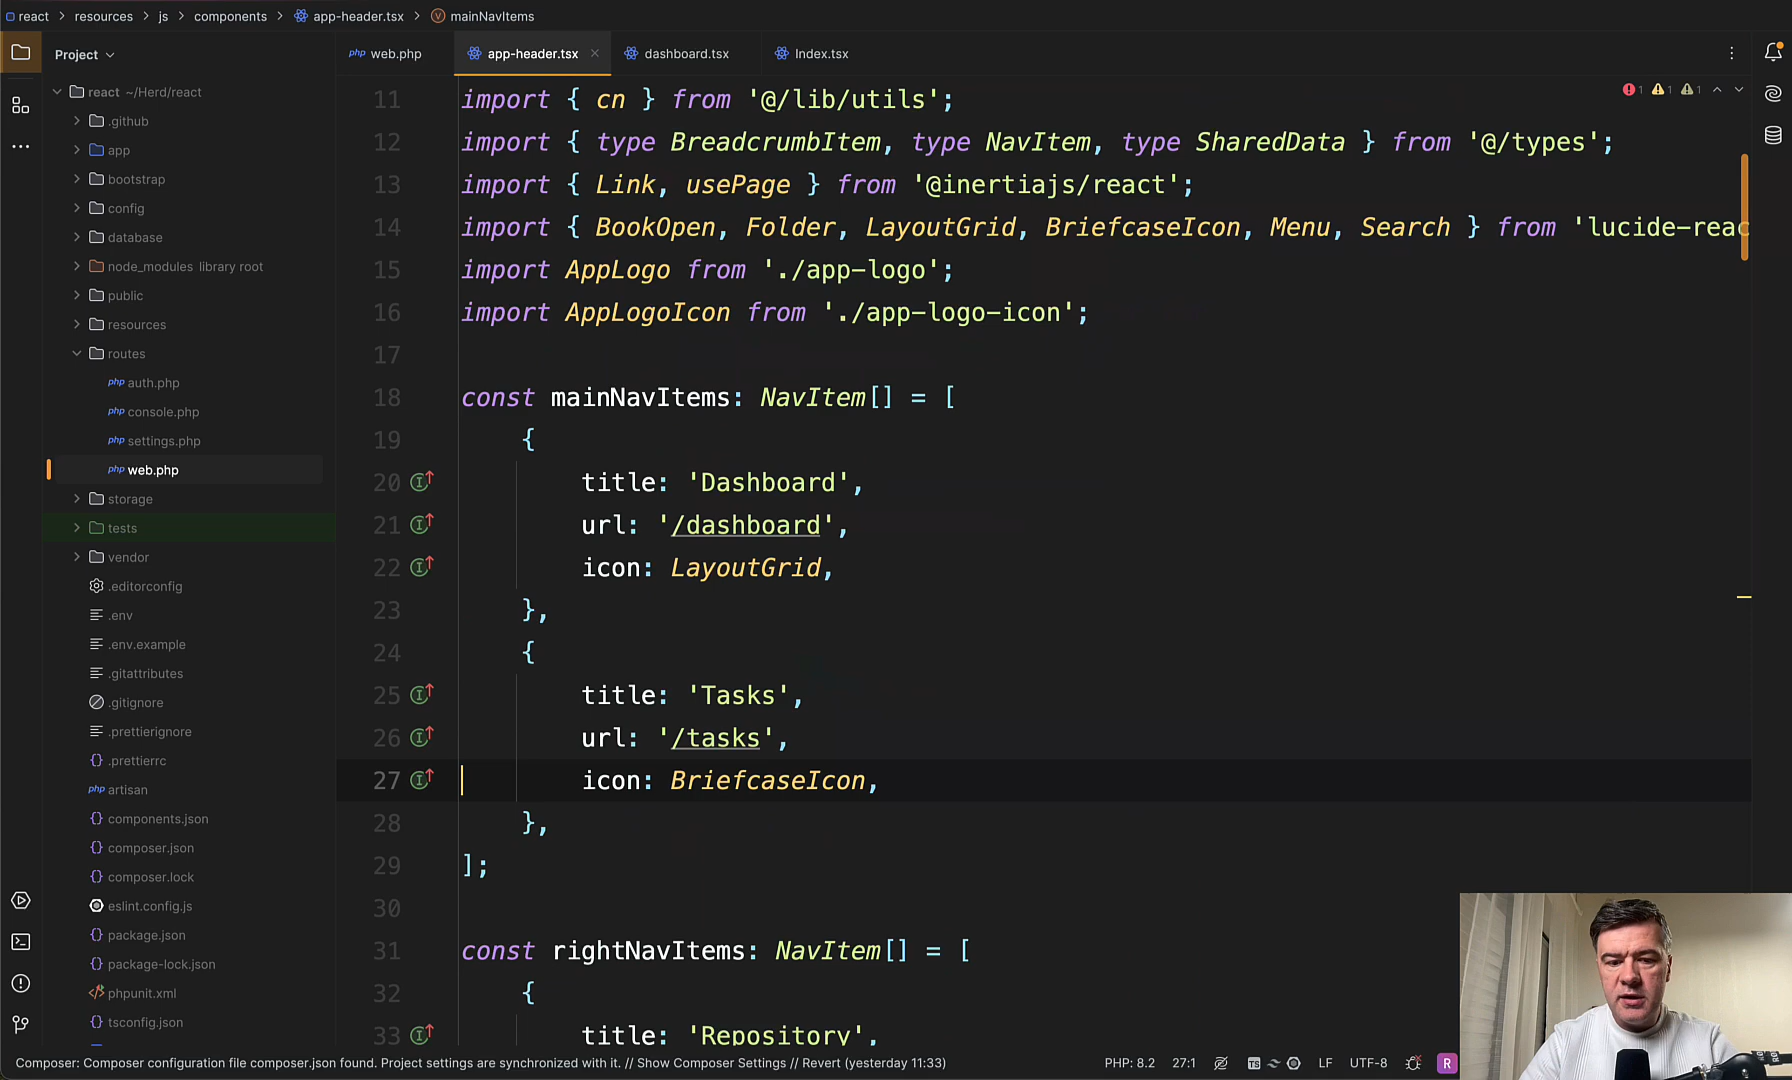 react > resources > js > components > app-header.tsx > mainNavItems
Project
web.php
app-header.tsx
dashboard.tsx
Index.tsx
react ~/Herd/react
.github
app
bootstrap
config
database
node_modules library root
public
resources
routes
php auth.php
php console.php
php settings.php
php web.php
storage
tests
vendor
.editorconfig
.env
.env.example
.gitattributes
.gitignore
.prettierignore
.prettierrc
php artisan
components.json
composer.json
composer.lock
eslint.config.js
package.json
package-lock.json
phpunit.xml
tsconfig.json
1 1 1
11 import { cn } from '@/lib/utils';
12 import { type BreadcrumbItem, type NavItem, type SharedData } from '@/types';
13 import { Link, usePage } from '@inertiajs/react';
14 import { BookOpen, Folder, LayoutGrid, BriefcaseIcon, Menu, Search } from 'lucide-reac
15 import AppLogo from './app-logo';
16 import AppLogoIcon from './app-logo-icon';
17
18 const mainNavItems: NavItem[] = [
19 {
20 title: 'Dashboard',
21 url: '/dashboard',
22 icon: LayoutGrid,
23 },
24 {
25 title: 'Tasks',
26 url: '/tasks',
27 icon: BriefcaseIcon,
28 },
29 ];
30
31 const rightNavItems: NavItem[] = [
32 {
33 title: 'Repository',
Composer: Composer configuration file composer.json found. Project settings are synchronized with it. // Show Composer Settings // Revert (yesterday 11:33)
PHP: 8.2 27:1 LF UTF-8 R